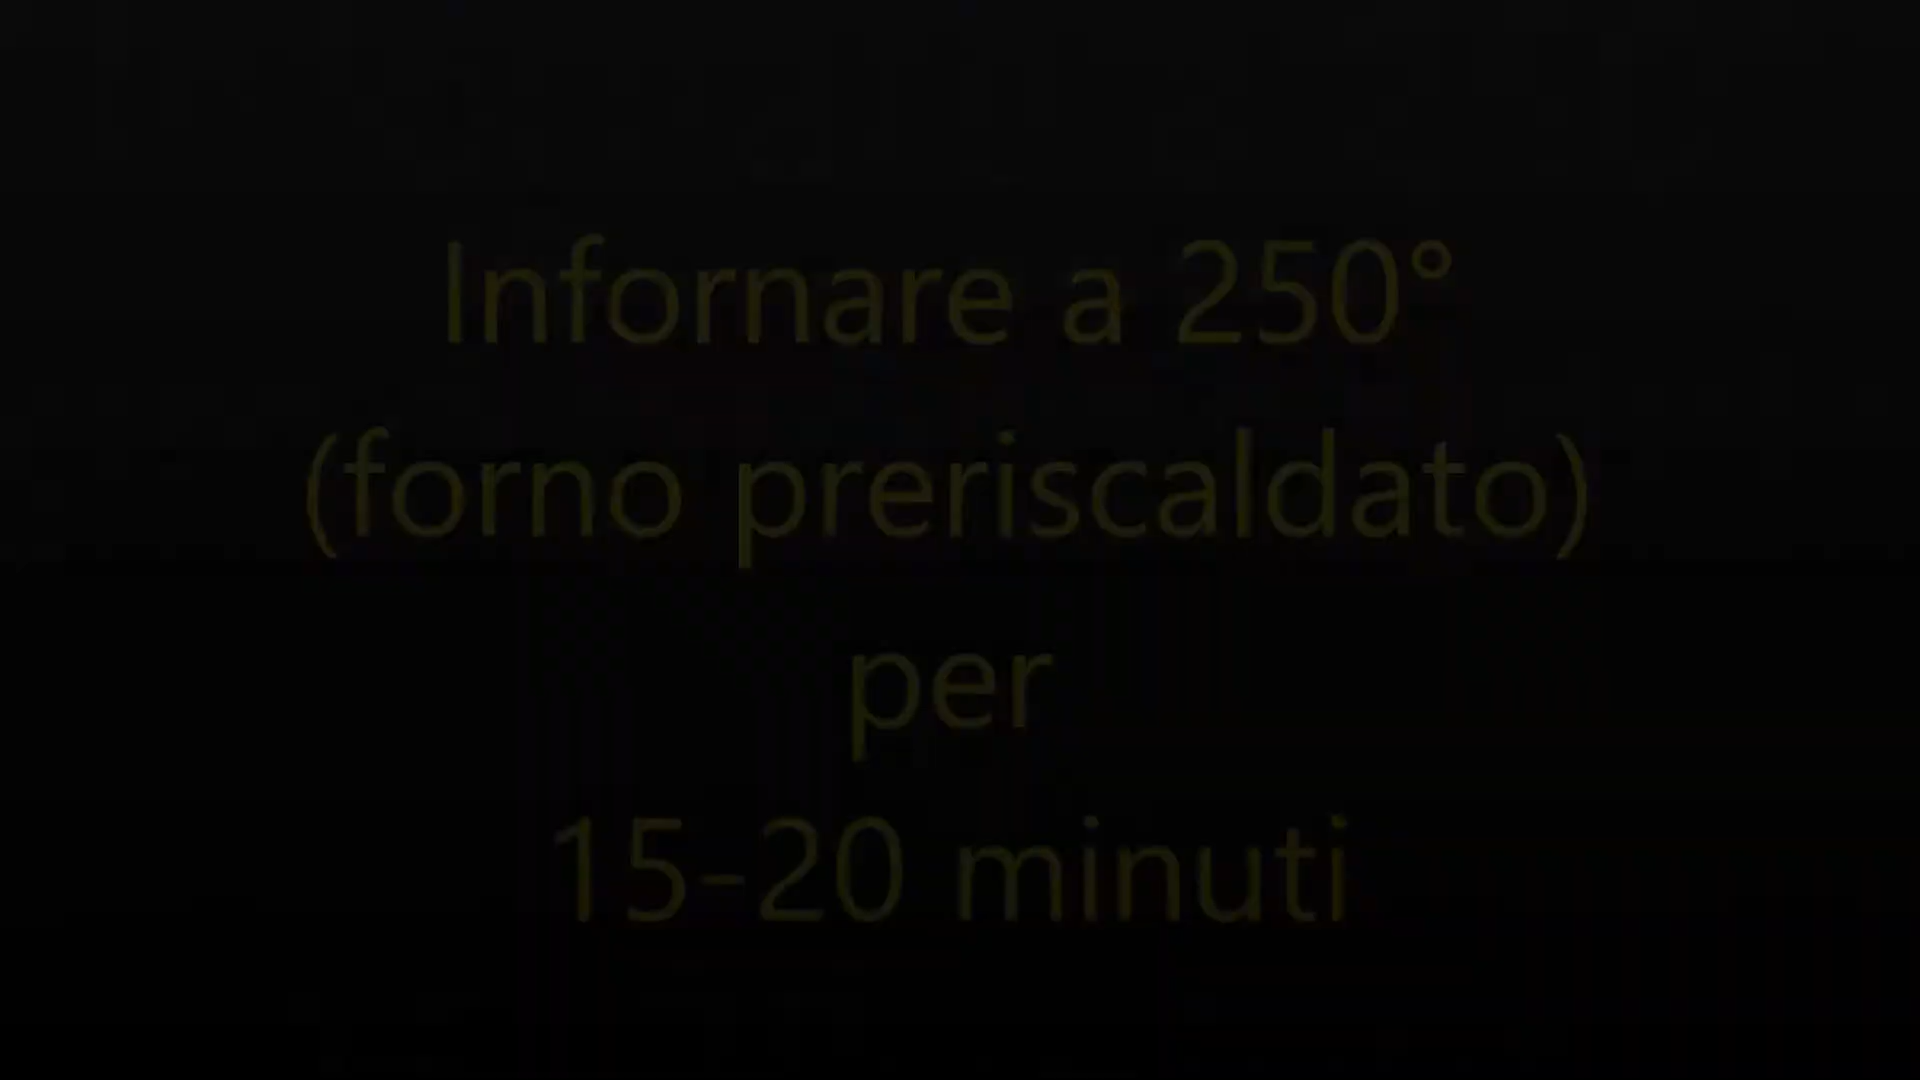 Infornare a 250°
(forno preriscaldato)
per
15-20 minuti